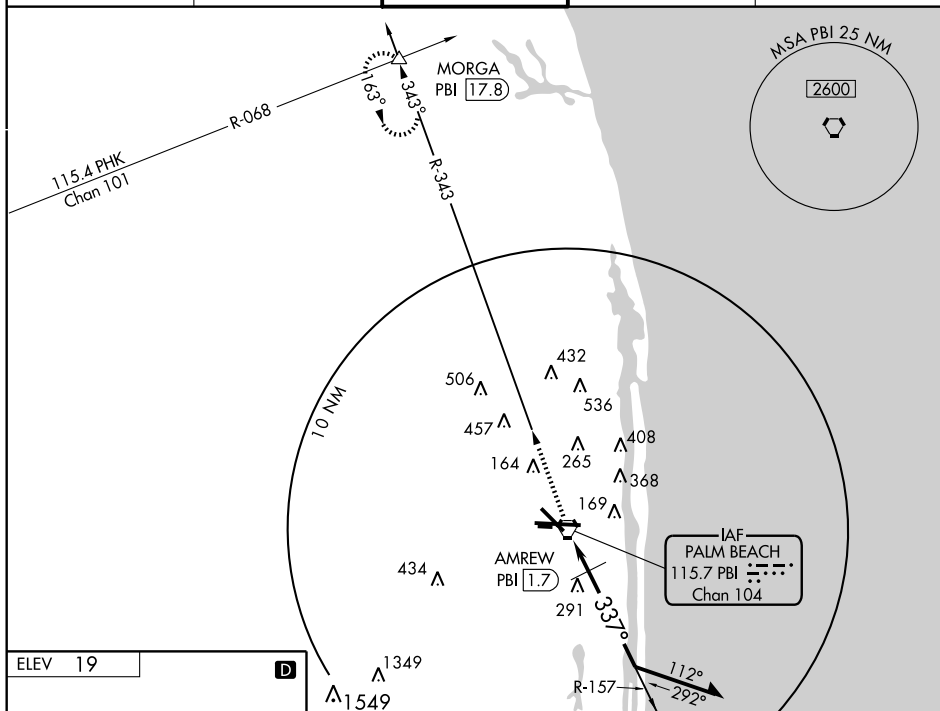 MSA PBI 25 NM
2600
MORGA
PBI 17.8
163°
343°
R-068
115.4 PHK
Chan 101
R-343
10 NM
432
506
536
457
408
164
265
368
169
IAF
PALM BEACH
115.7 PBI
Chan 104
AMREW
PBI 1.7
434
291
337°
ELEV 19
D
1349
1549
112°
292°
R-157